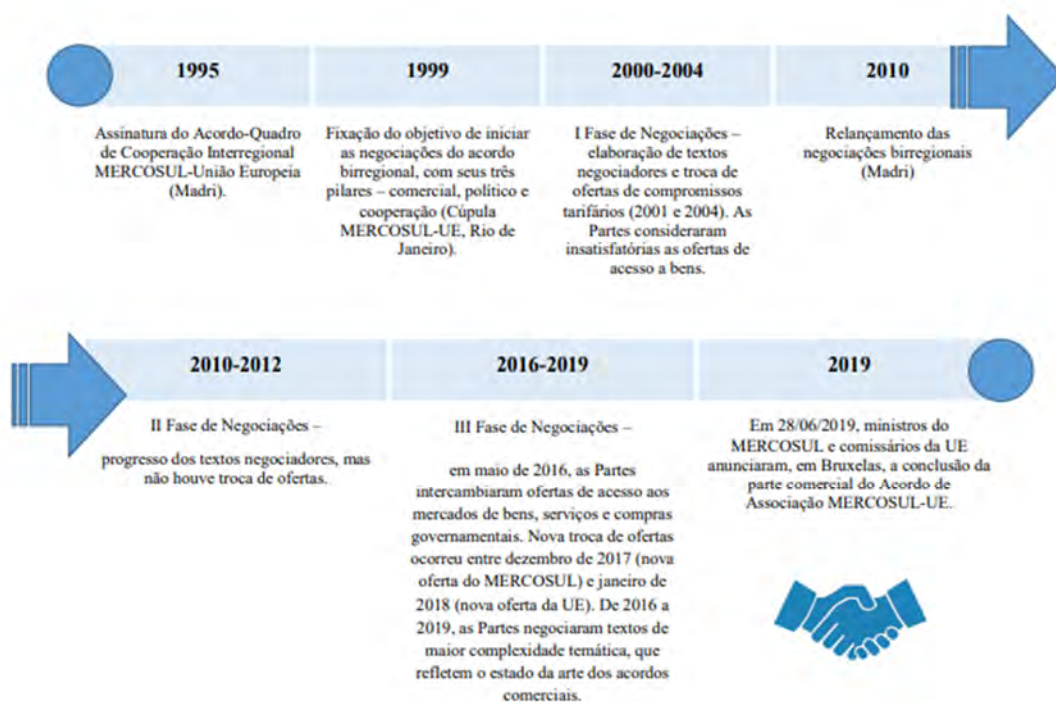 1995
Assinatura do Acordo-Quadro
de Cooperação Interregional
MERCOSUL-União Europeia
(Madri).
1999
Fixação do objetivo de iniciar
as negociações do acordo
birregional, com seus três
pilares – comercial, político e
cooperação (Cúpula
MERCOSUL-UE, Rio de
Janeiro).
2000-2004
I Fase de Negociações –
elaboração de textos
negociadores e troca de
ofertas de compromissos
tarifários (2001 e 2004). As
Partes consideraram
insatisfatórias as ofertas de
acesso a bens.
2010
Relançamento das
negociações birregionais
(Madri)
2010-2012
II Fase de Negociações –
progresso dos textos negociadores, mas
não houve troca de ofertas.
2016-2019
III Fase de Negociações –
em maio de 2016, as Partes
intercambiaram ofertas de acesso aos
mercados de bens, serviços e compras
governamentais. Nova troca de ofertas
ocorreu entre dezembro de 2017 (nova
oferta do MERCOSUL) e janeiro de
2018 (nova oferta da UE). De 2016 a
2019, as Partes negociaram textos de
maior complexidade temática, que
refletem o estado da arte dos acordos
comerciais.
2019
Em 28/06/2019, ministros do
MERCOSUL e comissários da UE
anunciaram, em Bruxelas, a conclusão da
parte comercial do Acordo de
Associação MERCOSUL-UE.